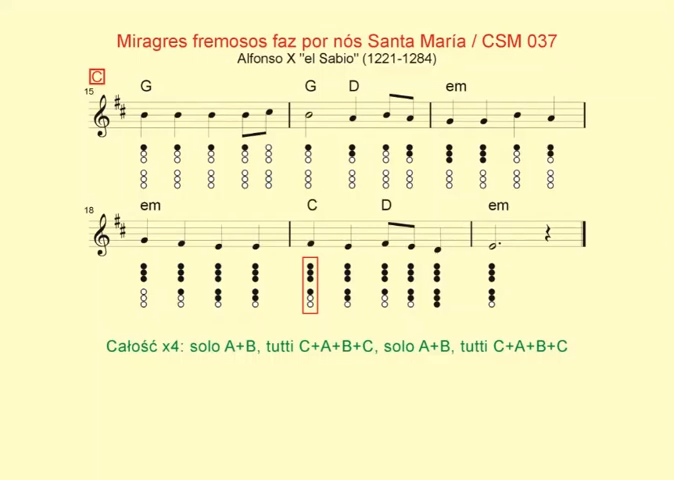 Miragres fremosos faz por nós Santa María / CSM 037
Alfonso X "el Sabio" (1221-1284)
C
15 G G D em
18 em C D em
Całość x4: solo A+B, tutti C+A+B+C, solo A+B, tutti C+A+B+C